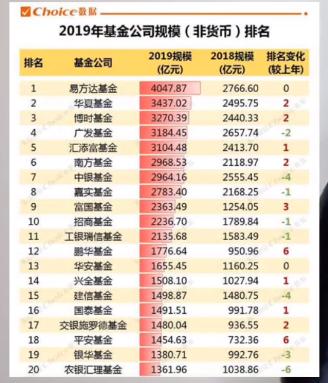 Choice数据
2019年基金公司规模（非货币）排名
排名 基金公司 2019规模（亿元） 2018规模（亿元） 排名变化（较上年）
1 易方达基金 4047.87 2766.60 0
2 华夏基金 3437.02 2495.75 2
3 博时基金 3270.39 2440.33 2
4 广发基金 3184.45 2657.74 -2
5 汇添富基金 3104.48 2413.70 1
6 南方基金 2968.53 2118.97 2
7 中银基金 2964.16 2555.45 -4
8 嘉实基金 2783.40 2168.25 -1
9 富国基金 2363.49 1254.05 3
10 招商基金 2236.70 1789.84 -1
11 工银瑞信基金 2135.68 1583.49 -1
12 鹏华基金 1776.64 950.96 6
13 华安基金 1655.45 1160.25 0
14 兴全基金 1508.10 1027.94 1
15 建信基金 1498.87 1480.75 -4
16 国泰基金 1491.51 991.78 1
17 交银施罗德基金 1480.04 936.55 2
18 平安基金 1454.63 732.36 6
19 银华基金 1380.71 992.76 -3
20 农银汇理基金 1361.96 1038.86 -6